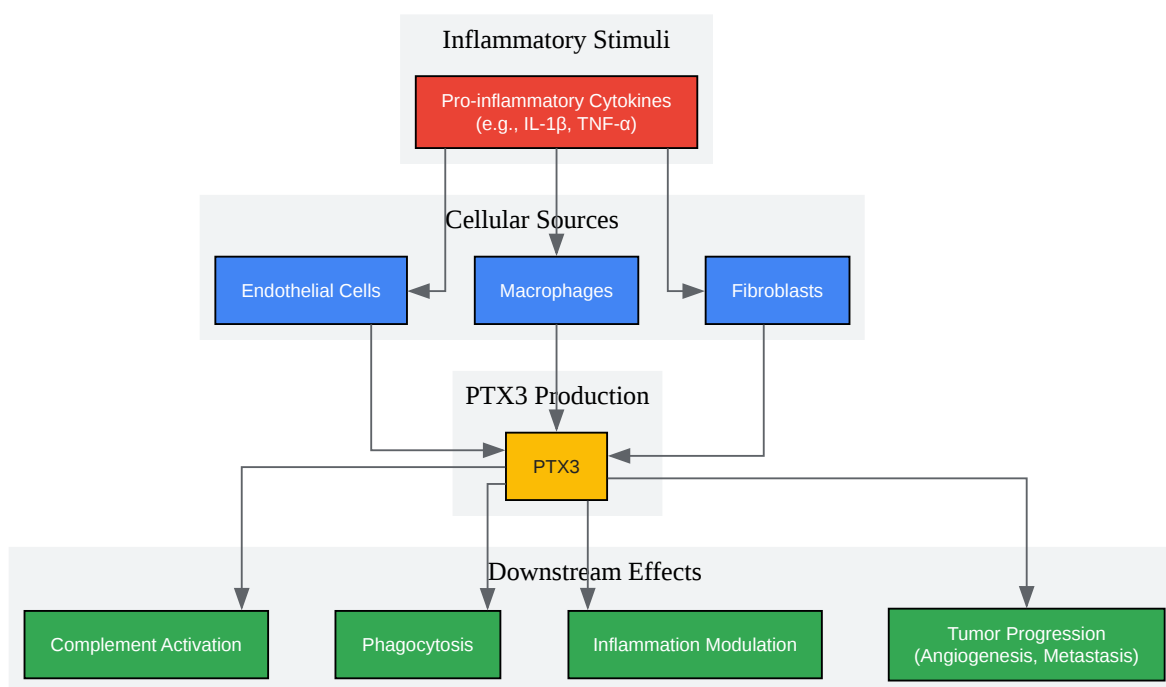 Inflammatory Stimuli
Pro-inflammatory Cytokines
(e.g., IL-1β, TNF-α)
Cellular Sources
Endothelial Cells
Macrophages
Fibroblasts
PTX3 Production
PTX3
Downstream Effects
Complement Activation
Phagocytosis
Inflammation Modulation
Tumor Progression
(Angiogenesis, Metastasis)